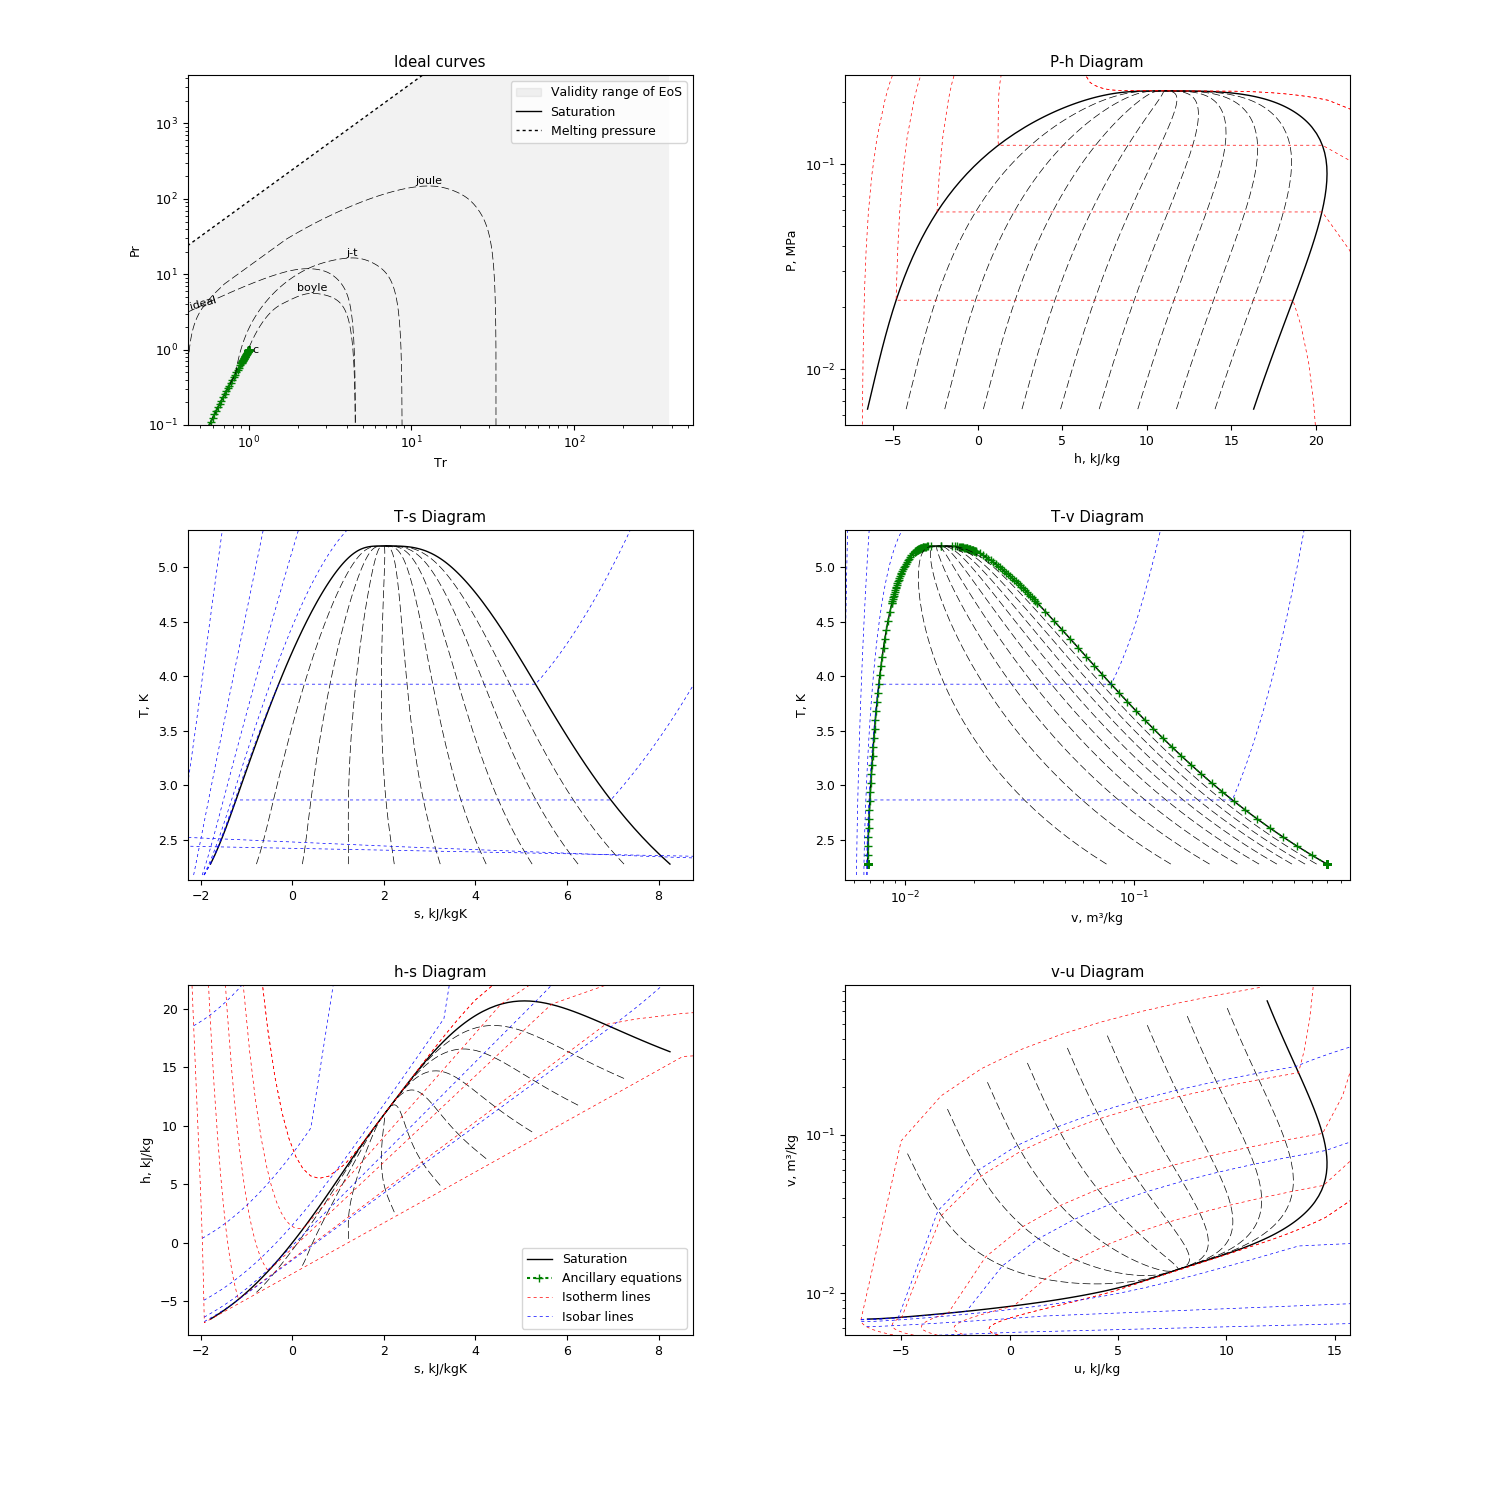 Ideal curves
Validity range of EoS
Saturation
Melting pressure
joule
j-t
boyle
ideal
c
Pr
10³
10²
10¹
10⁰
10⁻¹
10⁰
10¹
10²
Tr
P-h Diagram
P, MPa
10⁻¹
10⁻²
−5
0
5
10
15
20
h, kJ/kg
T-s Diagram
T, K
5.0
4.5
4.0
3.5
3.0
2.5
−2
0
2
4
6
8
s, kJ/kgK
T-v Diagram
T, K
5.0
4.5
4.0
3.5
3.0
2.5
10⁻²
10⁻¹
v, m³/kg
h-s Diagram
h, kJ/kg
20
15
10
5
0
−5
Saturation
Ancillary equations
Isotherm lines
Isobar lines
−2
0
2
4
6
8
s, kJ/kgK
v-u Diagram
v, m³/kg
10⁻¹
10⁻²
−5
0
5
10
15
u, kJ/kg